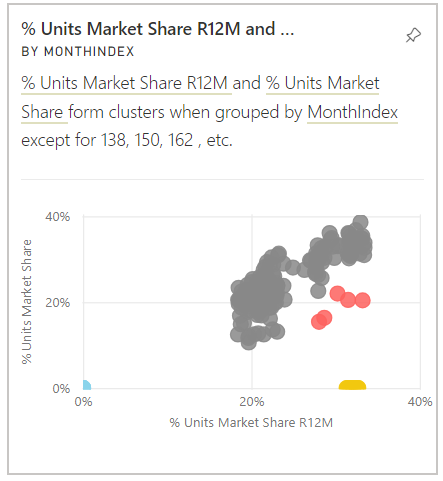 % Units Market Share R12M and ...
BY MONTHINDEX
% Units Market Share R12M and % Units Market
Share form clusters when grouped by MonthIndex
except for 138, 150, 162 , etc.
% Units Market Share
40%
20%
0%
0%
20%
40%
% Units Market Share R12M